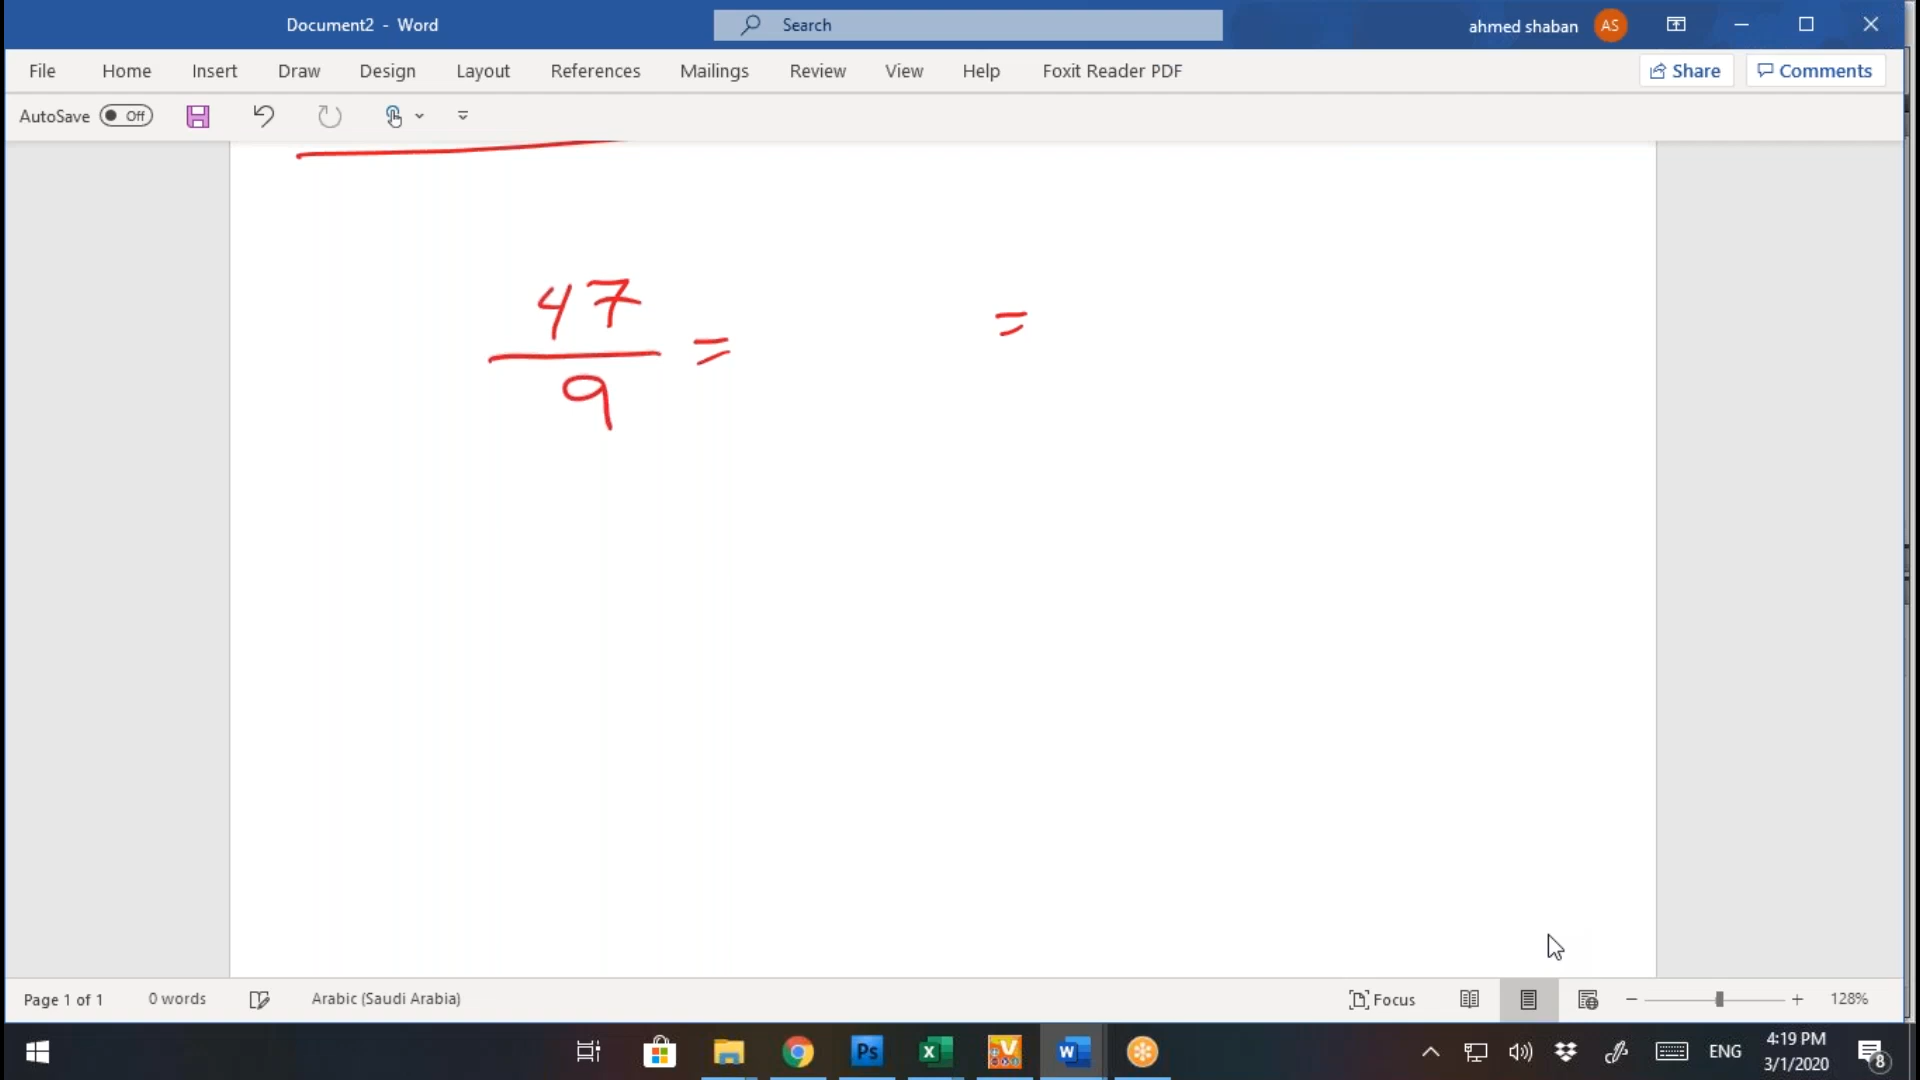 Document2 - Word
Search
ahmed shaban
AS
File Home Insert Draw Design Layout References Mailings Review View Help Foxit Reader PDF
Share
Comments
AutoSave Off
47 = =
9
Page 1 of 1
0 words
Arabic (Saudi Arabia)
Focus
128%
Ps
ENG
4:19 PM
3/1/2020
8